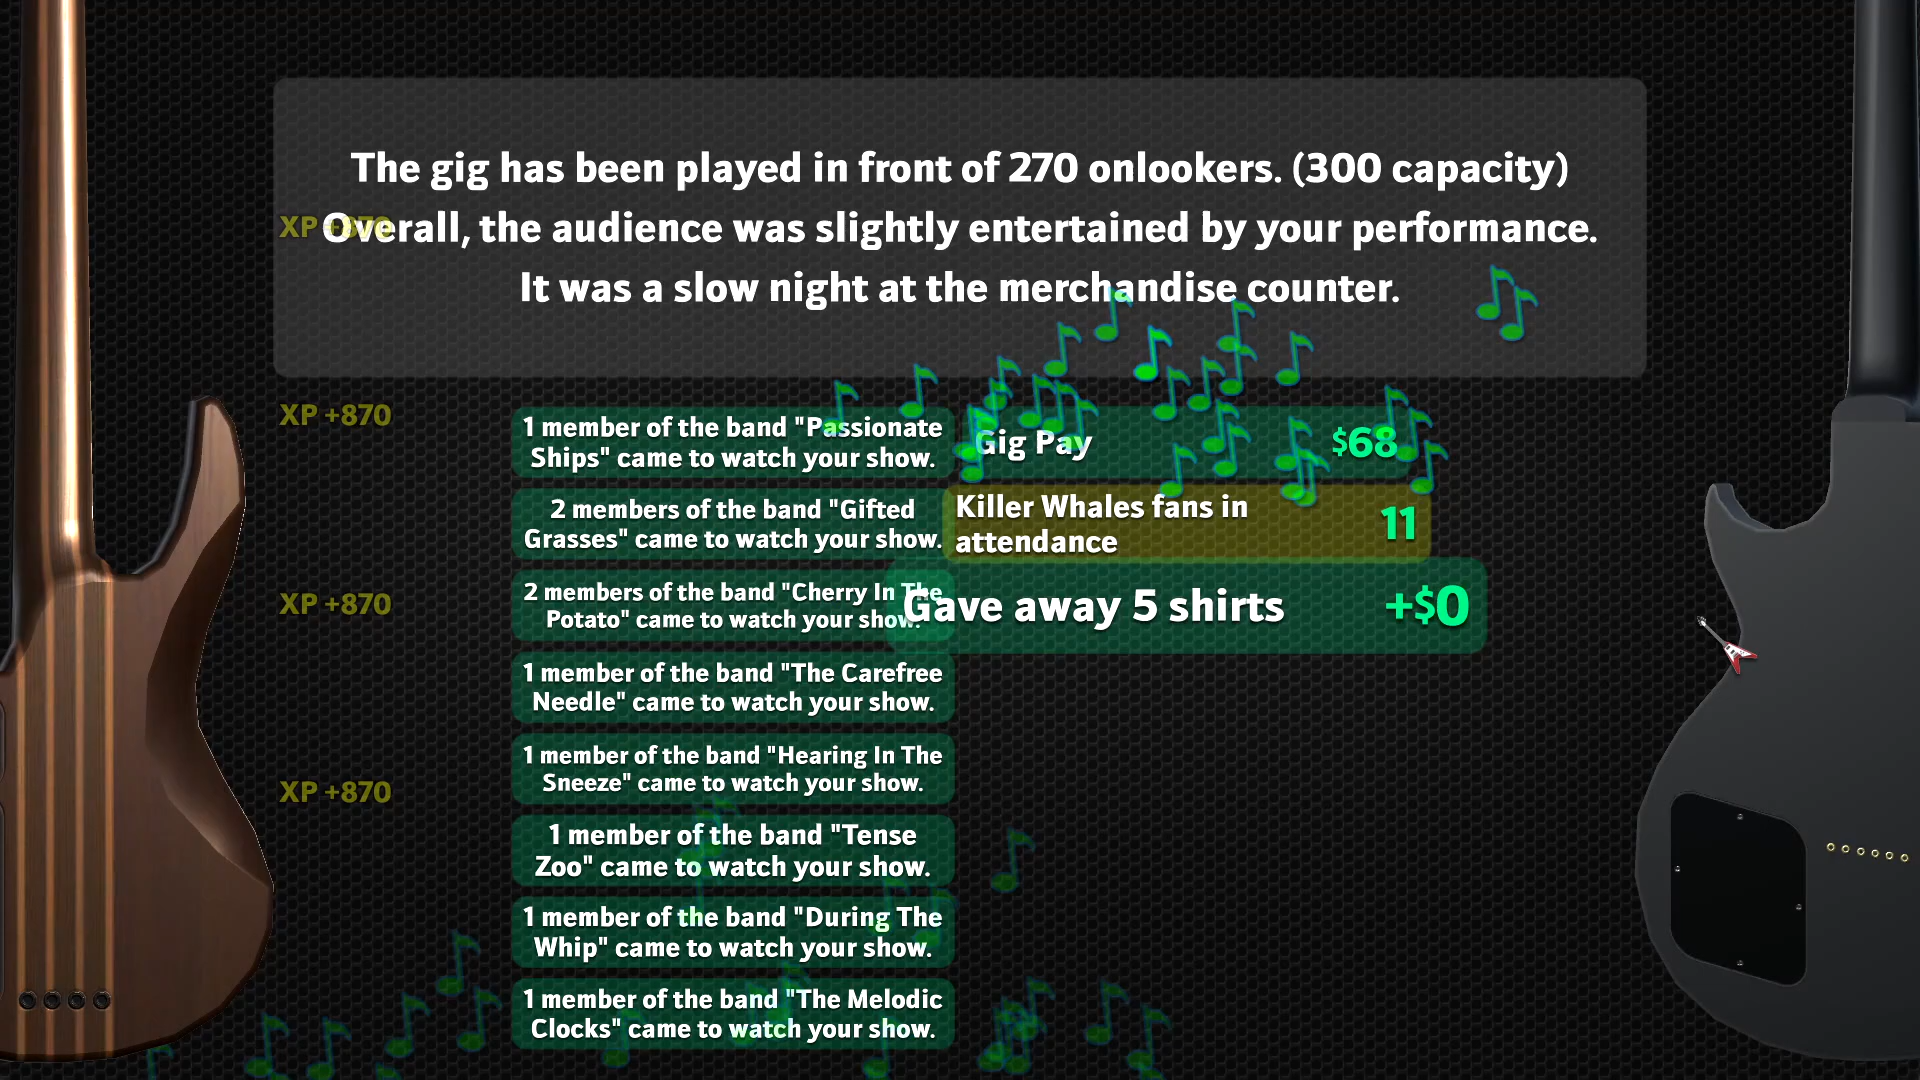 The gig has been played in front of 270 onlookers. (300 capacity)
XP +870
Overall, the audience was slightly entertained by your performance.
It was a slow night at the merchandise counter.
XP +870
1 member of the band "Passionate
Ships" came to watch your show.
Gig Pay $68
2 members of the band "Gifted
Grasses" came to watch your show.
Killer Whales fans in
attendance
11
XP +870
2 members of the band "Cherry In The
Potato" came to watch your show.
Gave away 5 shirts +$0
1 member of the band "The Carefree
Needle" came to watch your show.
XP +870
1 member of the band "Hearing In The
Sneeze" came to watch your show.
1 member of the band "Tense
Zoo" came to watch your show.
1 member of the band "During The
Whip" came to watch your show.
1 member of the band "The Melodic
Clocks" came to watch your show.